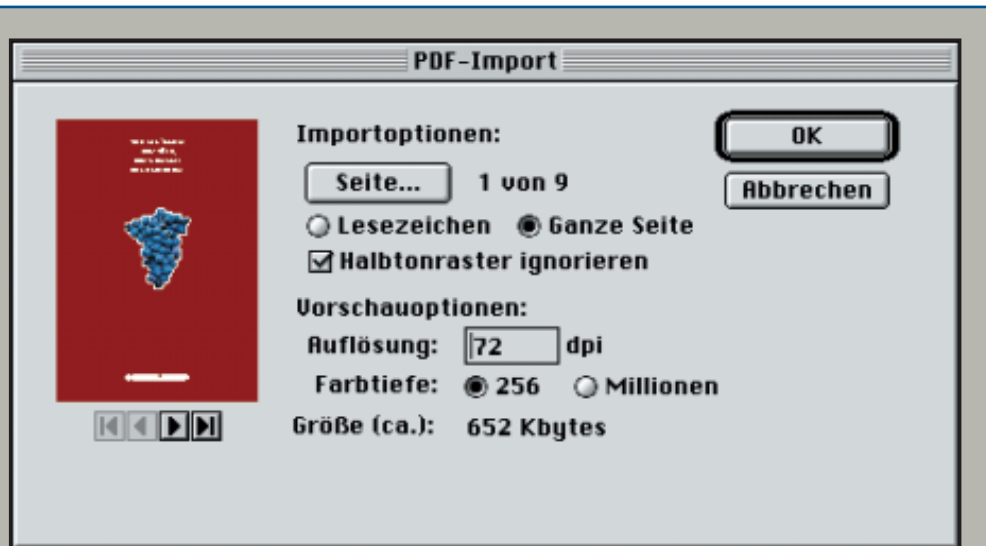 PDF-Import
Importoptionen:
Seite... 1 von 9
Lesezeichen Ganze Seite
Halbtonraster ignorieren
Vorschauoptionen:
Auflösung: 72 dpi
Farbtiefe: 256 Millionen
Größe (ca.): 652 Kbytes
OK
Abbrechen